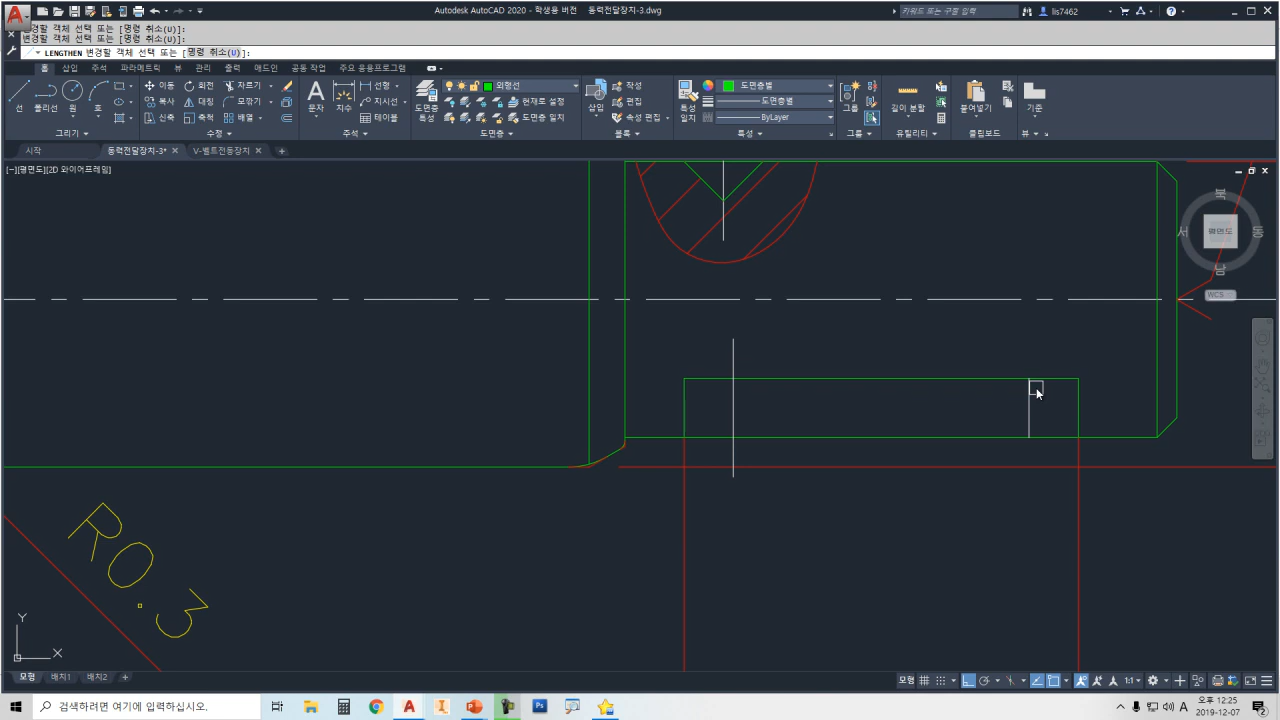 Autodesk AutoCAD 2020 - 학생용 버전 동력전달장치-3.dwg
키워드 또는 구절 입력
lis7462
변경할 객체 선택 또는 [명령 취소(U)]:
변경할 객체 선택 또는 [명령 취소(U)]:
LENGTHEN 변경할 객체 선택 또는 [명령 취소(U)]:
홈 삽입 주석 파라메트릭 뷰 관리 출력 애드인 공동 작업 주요 응용프로그램
이동 회전 자르기 선형 외형선 작성 도면층별
선 폴리선 원 호 복사 대칭 모깎기 문자 치수 지시선 도면층 특성 현재로 설정 삽입 편집 특성 일치 도면층별 그룹 길이 분할 붙여넣기 기준
신축 축척 배열 테이블 도면층 일치 속성 편집 ByLayer
그리기 수정 주석 도면층 블록 특성 그룹 유틸리티 클립보드 뷰
시작 동력전달장치-3* V-벨트전동장치
[−][평면도][2D 와이어프레임]
북
서 평면도 동
남
WCS
R0.3
Y
X
모형 배치1 배치2
모형 1:1
검색하려면 여기에 입력하십시오.
A 오후 12:25
2019-12-07